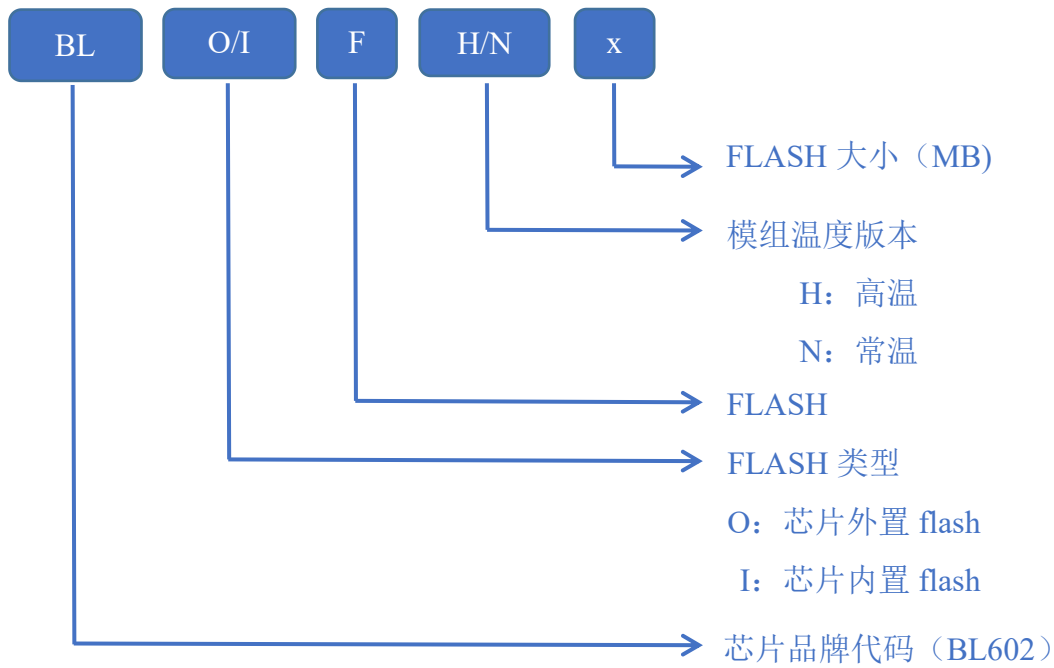 BL O/I F H/N x
FLASH 大小（MB)
模组温度版本
H：高温
N：常温
FLASH
FLASH 类型
O：芯片外置 flash
I：芯片内置 flash
芯片品牌代码（BL602）